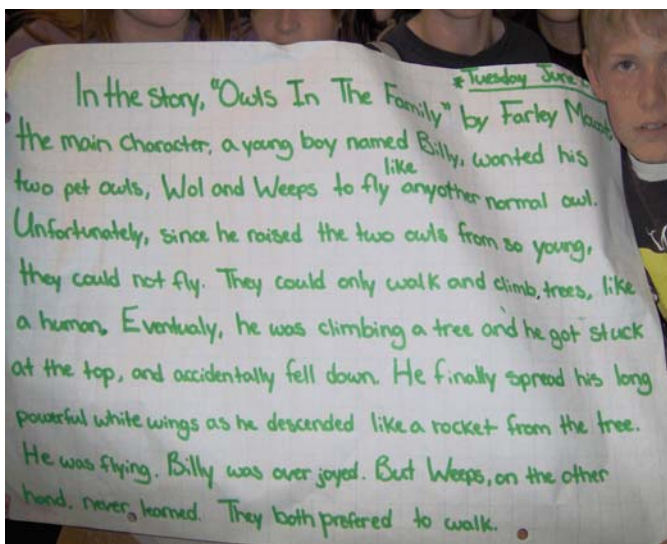 *Tuesday June
In the story, "Owls In The Family" by Farley
the main character, a young boy named Billy, wanted his
like
two pet owls, Wol and Weeps to fly anyother normal owl.
Unfortunately, since he raised the two owls from so young,
they could not fly. They could only walk and climb, trees, like
a human. Eventualy, he was climbing a tree and he got stuck
at the top, and accidentally fell down. He finally spread his long
powerful white wings as he descended like a rocket from the tree.
He was flying. Billy was over joyed. But Weeps, on the other
hand, never, learned. They both prefered to walk.